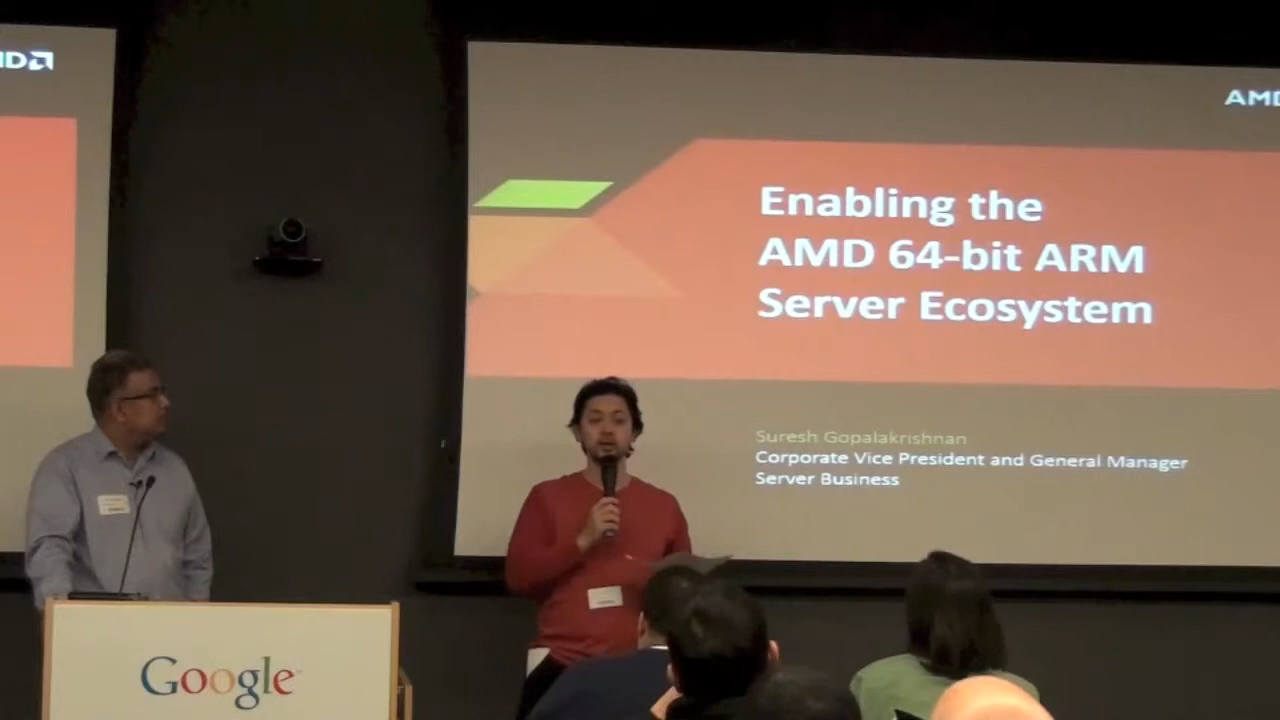 AMD
Enabling the
AMD 64-bit ARM
Server Ecosystem
Suresh Gopalakrishnan
Corporate Vice President and General Manager
Server Business
Google